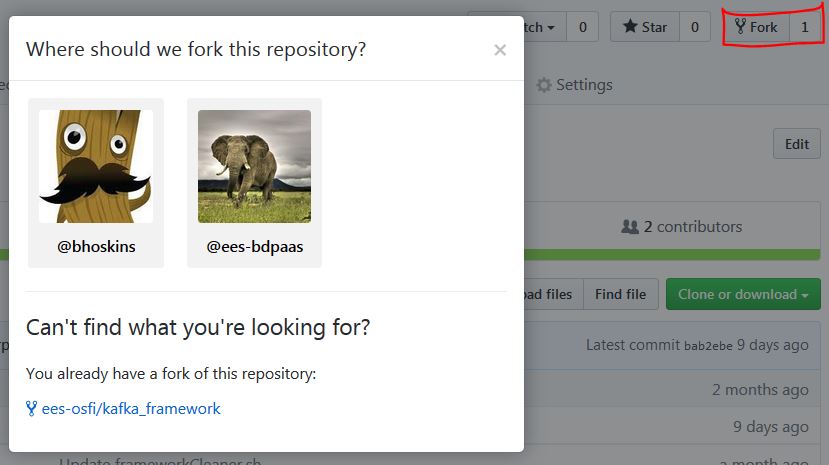 Where should we fork this repository? ×
0 Star 0 Fork 1
Settings
@bhoskins @ees-bdpaas
Edit
2 contributors
files Find file Clone or download
Can't find what you're looking for?
Latest commit bab2ebe 9 days ago
You already have a fork of this repository:
2 months ago
ees-osfi/kafka_framework
9 days ago
Update frameworkCleaner.sh a month ago